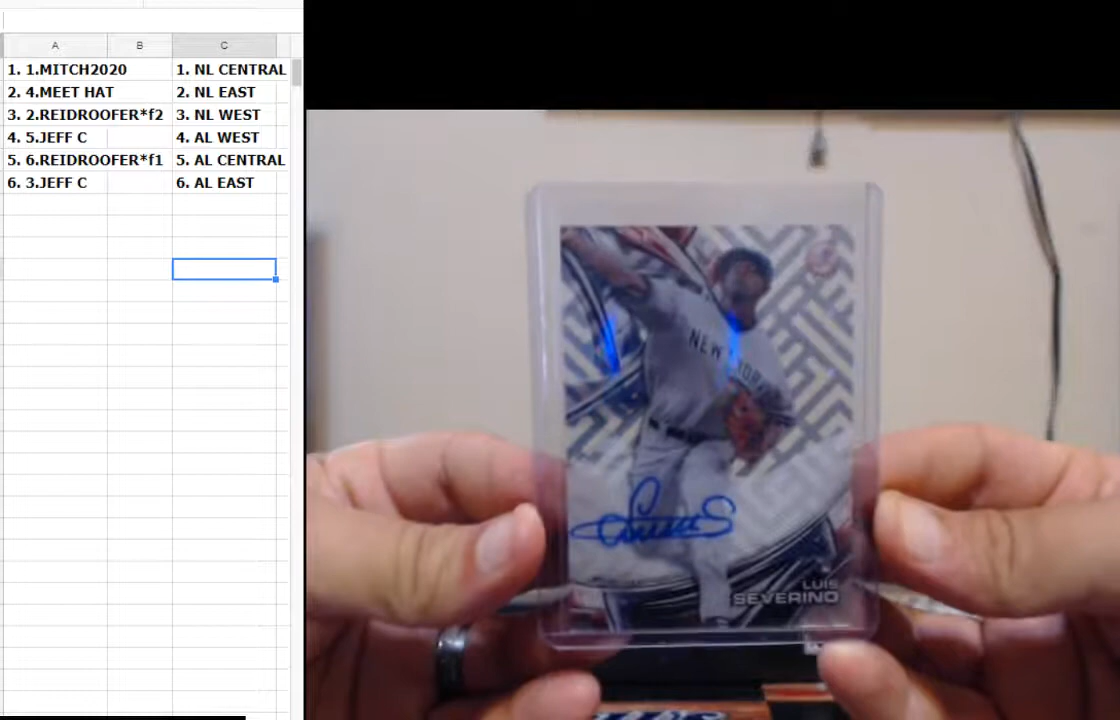 A B C
1. 1.MITCH2020 1. NL CENTRAL
2. 4.MEET HAT 2. NL EAST
3. 2.REIDROOFER*f2 3. NL WEST
4. 5.JEFF C 4. AL WEST
5. 6.REIDROOFER*f1 5. AL CENTRAL
6. 3.JEFF C 6. AL EAST
NEW YORK
LUIS
SEVERINO